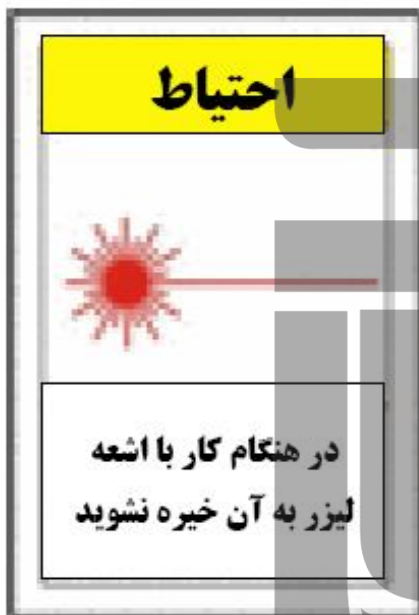 احتیاط
در هنگام کار با اشعه
لیزر به آن خیره نشوید